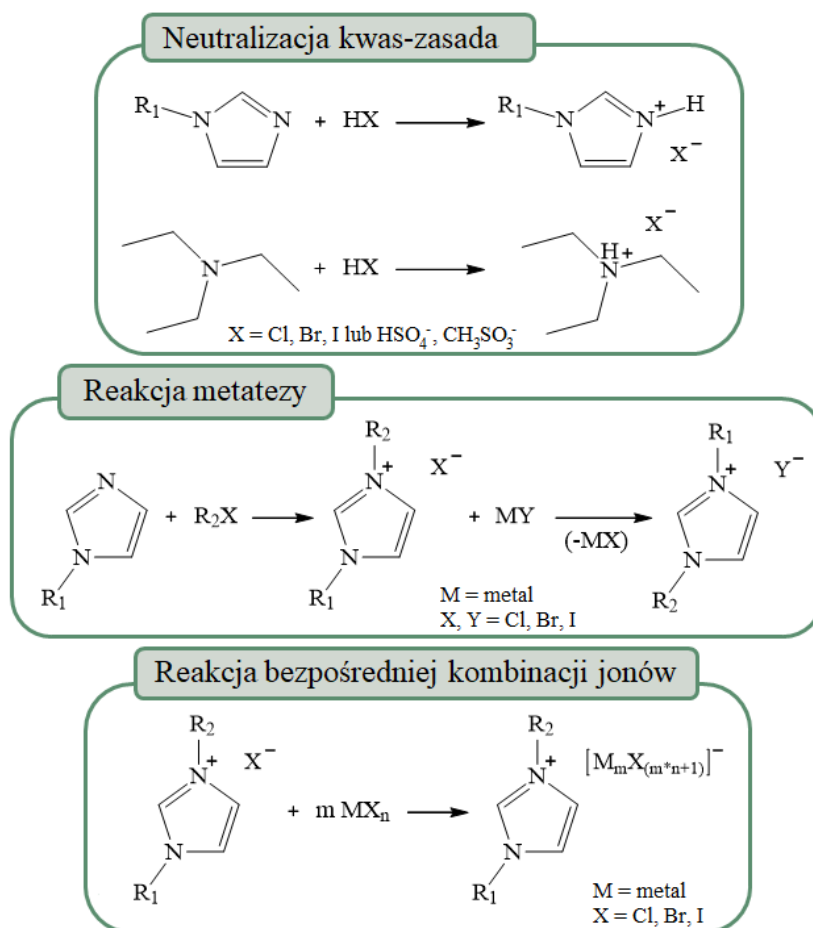 Neutralizacja kwas-zasada
R₁ N N + HX R₁ N N⁺ H X⁻
N + HX X⁻ H+ N
X = Cl, Br, I lub HSO₄⁻, CH₃SO₃⁻
Reakcja metatezy
N N R₁ + R₂X R₂ N⁺ N R₁ X⁻ + MY (-MX) R₁ N⁺ N R₂ Y⁻
M = metal
X, Y = Cl, Br, I
Reakcja bezpośredniej kombinacji jonów
R₂ N⁺ N R₁ X⁻ + m MXₙ R₂ N⁺ N R₁ [MₘX₍ₘ*ₙ₊₁₎]⁻
M = metal
X = Cl, Br, I